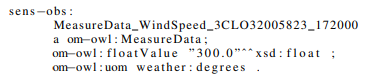 sens-obs:
MeasureData_WindSpeed_3CLO32005823_172000
a om-owl:MeasureData;
om-owl:floatValue "300.0"^^xsd:float ;
om-owl:uom weather:degrees .